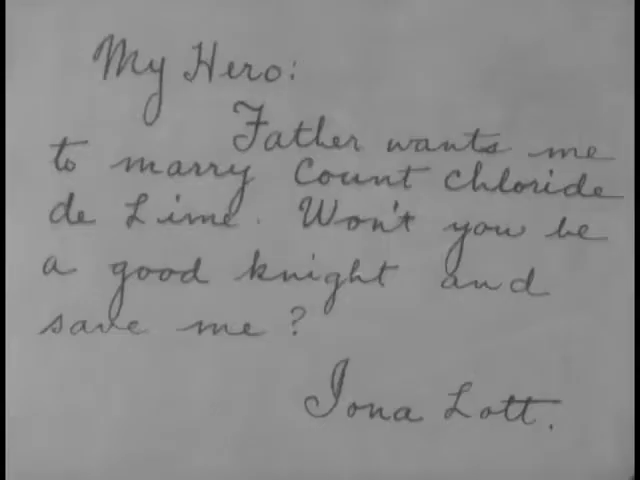 My Hero:
Father wants me
to marry Count Chloride
de Lime. Won't you be
a good knight and
save me?
Iona Lott.